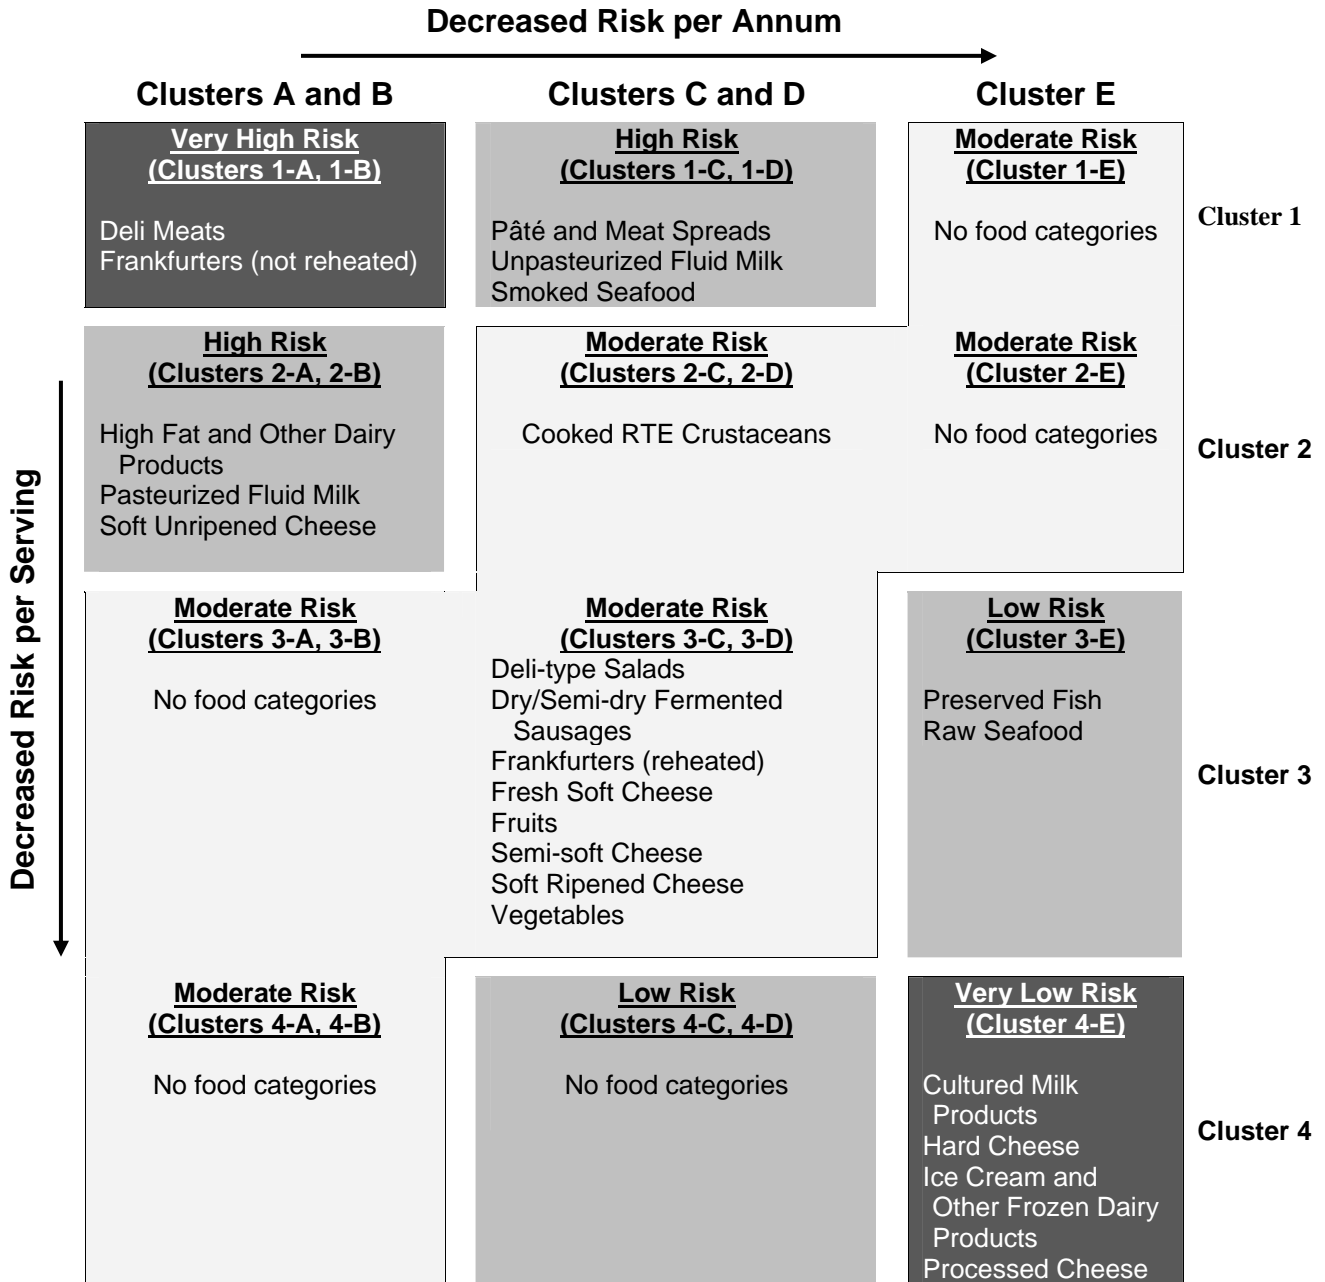 Decreased Risk per Annum
Clusters A and B
Clusters C and D
Cluster E
Very High Risk
(Clusters 1-A, 1-B)
Deli Meats
Frankfurters (not reheated)
High Risk
(Clusters 1-C, 1-D)
Pâté and Meat Spreads
Unpasteurized Fluid Milk
Smoked Seafood
Moderate Risk
(Cluster 1-E)
No food categories
Cluster 1
Decreased Risk per Serving
High Risk
(Clusters 2-A, 2-B)
High Fat and Other Dairy
Products
Pasteurized Fluid Milk
Soft Unripened Cheese
Moderate Risk
(Clusters 2-C, 2-D)
Cooked RTE Crustaceans
Moderate Risk
(Cluster 2-E)
No food categories
Cluster 2
Moderate Risk
(Clusters 3-A, 3-B)
No food categories
Moderate Risk
(Clusters 3-C, 3-D)
Deli-type Salads
Dry/Semi-dry Fermented
Sausages
Frankfurters (reheated)
Fresh Soft Cheese
Fruits
Semi-soft Cheese
Soft Ripened Cheese
Vegetables
Low Risk
(Cluster 3-E)
Preserved Fish
Raw Seafood
Cluster 3
Moderate Risk
(Clusters 4-A, 4-B)
No food categories
Low Risk
(Clusters 4-C, 4-D)
No food categories
Very Low Risk
(Cluster 4-E)
Cultured Milk
Products
Hard Cheese
Ice Cream and
Other Frozen Dairy
Products
Processed Cheese
Cluster 4